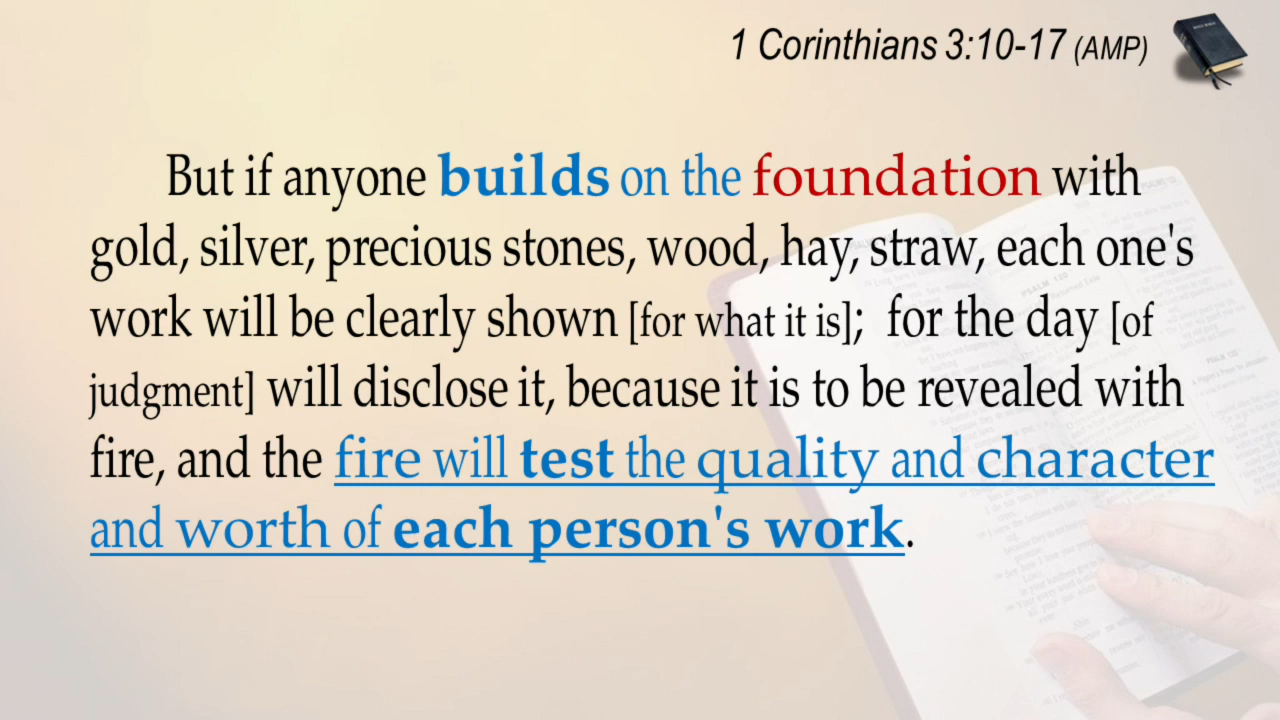 1 Corinthians 3:10-17 (AMP)
But if anyone builds on the foundation with
gold, silver, precious stones, wood, hay, straw, each one's
work will be clearly shown [for what it is];  for the day [of
judgment] will disclose it, because it is to be revealed with
fire, and the fire will test the quality and character
and worth of each person's work.